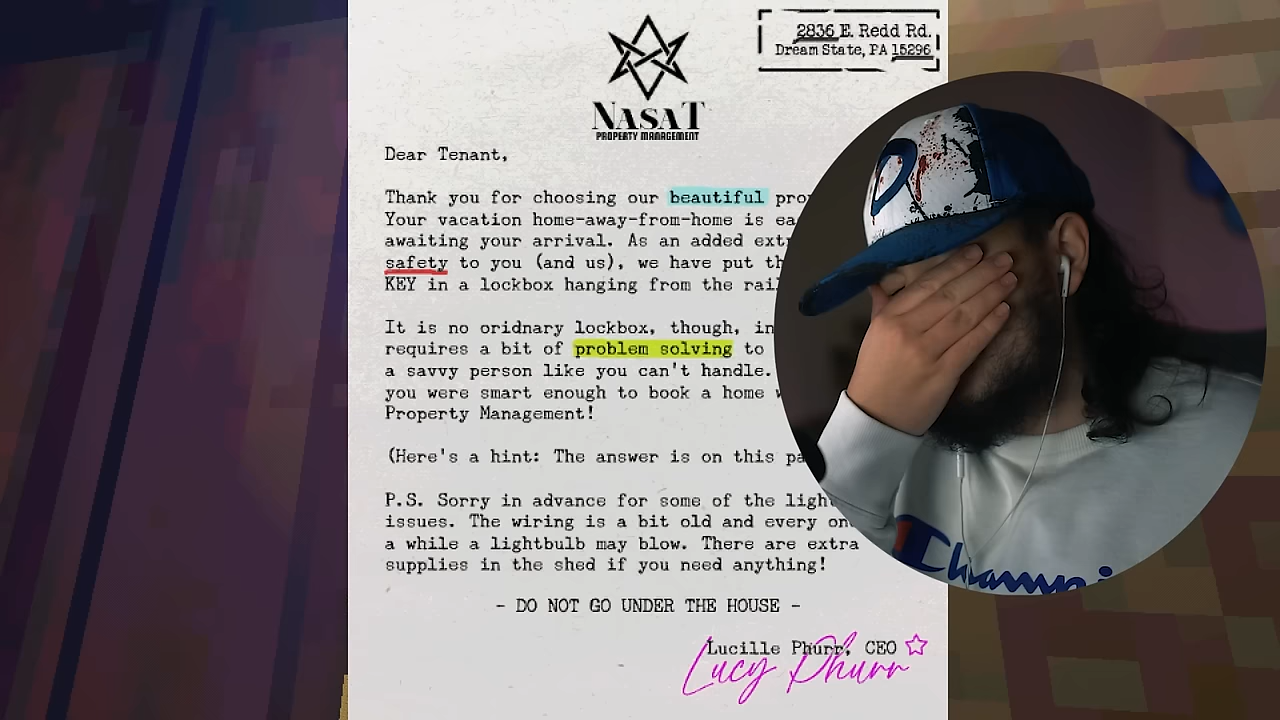 2836 E. Redd Rd.
Dream State, PA 15296
NASAT
PROPERTY MANAGEMENT
Dear Tenant,
Thank you for choosing our beautiful
Your vacation home-away-from-home is
awaiting your arrival. As an added
safety to you (and us), we have put
KEY in a lockbox hanging from the
It is no oridnary lockbox, though,
requires a bit of problem solving to
a savvy person like you can't handle.
you were smart enough to book a home
Property Management!
(Here's a hint: The answer is on this
P.S. Sorry in advance for some of the
issues. The wiring is a bit old and every
a while a lightbulb may blow. There are extra
supplies in the shed if you need anything!
- DO NOT GO UNDER THE HOUSE -
Lucille Phurr, CEO
Lucy Phurr